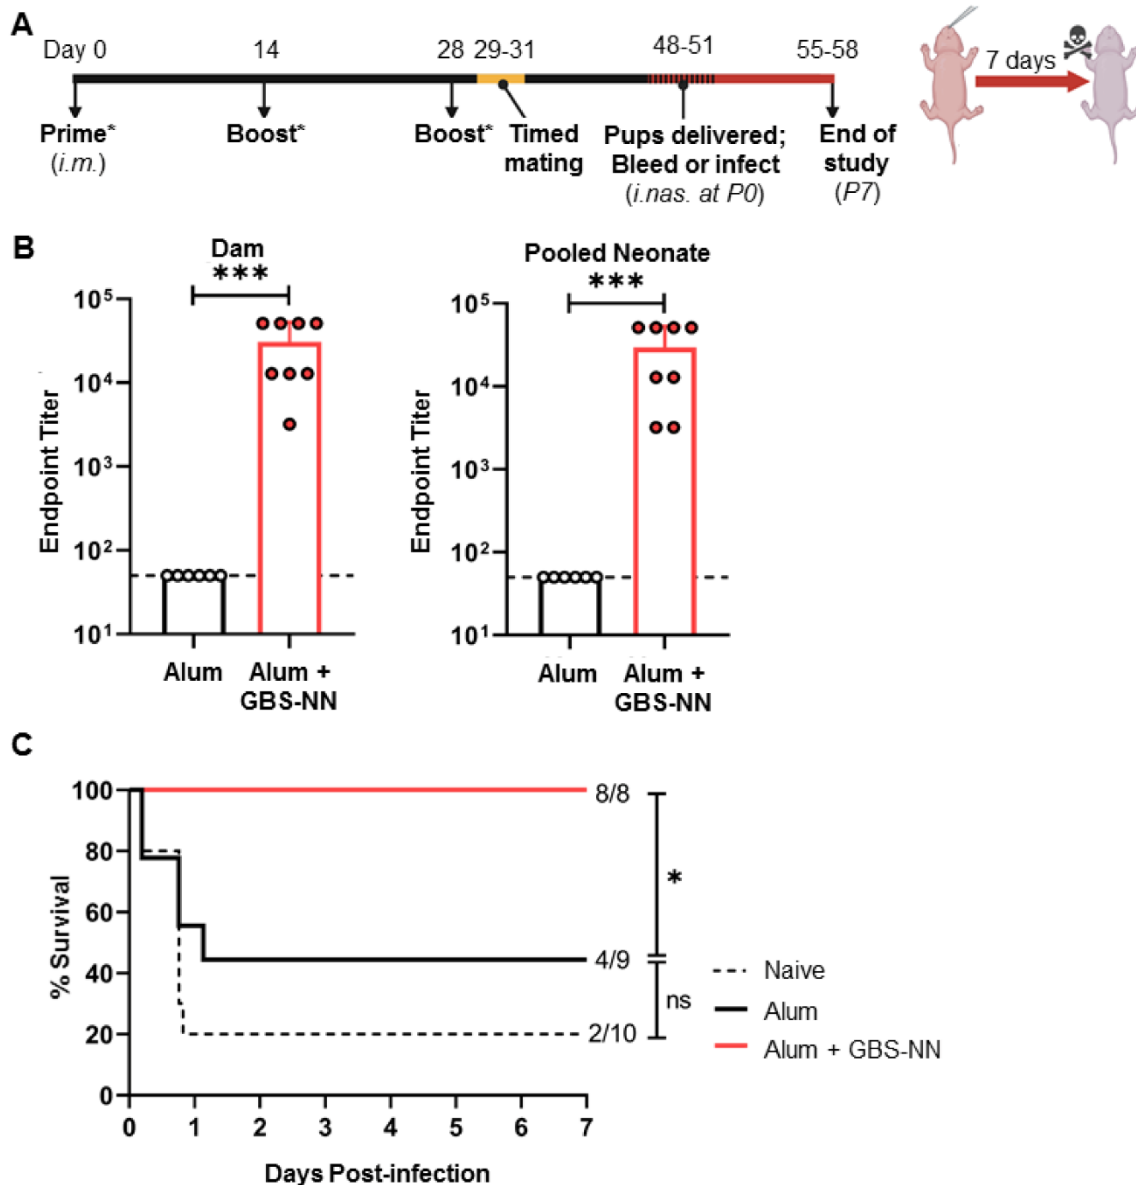 A
Day 0 14 28 29-31 48-51 55-58
7 days
Prime* Boost* Boost* Timed Pups delivered; End of
(i.m.) mating Bleed or infect study
(i.nas. at P0) (P7)
B
Dam
***
Endpoint Titer
10⁵
10⁴
10³
10²
10¹
Alum Alum +
GBS-NN
Pooled Neonate
***
Endpoint Titer
10⁵
10⁴
10³
10²
10¹
Alum Alum +
GBS-NN
C
% Survival
100
80
60
40
20
0
0 1 2 3 4 5 6 7
Days Post-infection
8/8
*
4/9
ns
2/10
Naive
Alum
Alum + GBS-NN